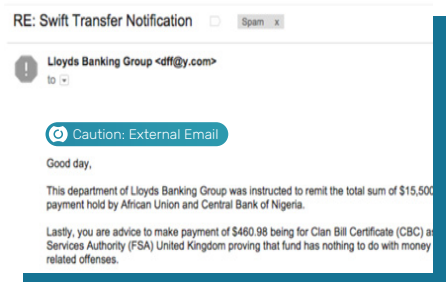 RE: Swift Transfer Notification
Spam x
Lloyds Banking Group <dff@y.com>
to
Caution: External Email
Good day,
This department of Lloyds Banking Group was instructed to remit the total sum of $15,500
payment hold by African Union and Central Bank of Nigeria.
Lastly, you are advice to make payment of $460.98 being for Clan Bill Certificate (CBC)
Services Authority (FSA) United Kingdom proving that fund has nothing to do with money
related offenses.